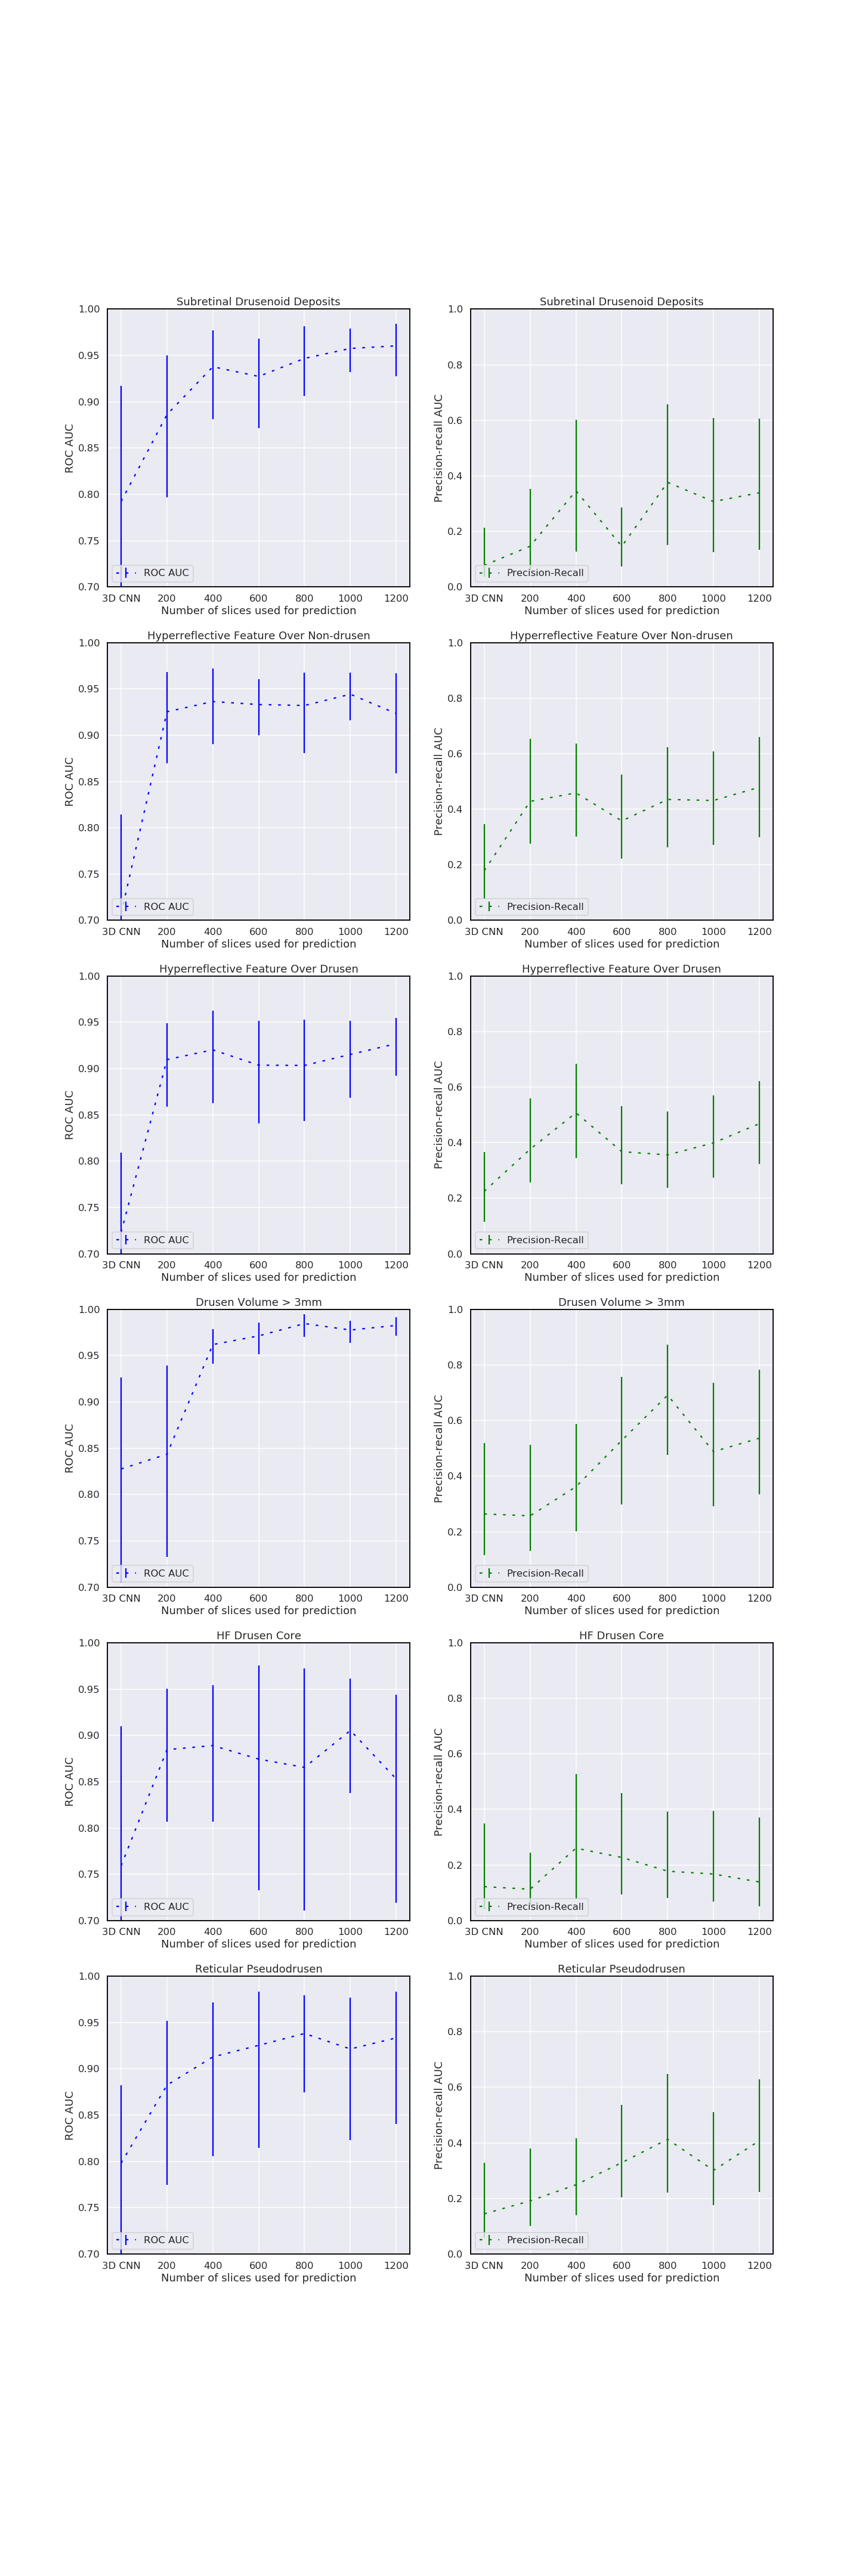 Subretinal Drusenoid Deposits
1.00
0.95
0.90
0.85
0.80
0.75
0.70
ROC AUC
ROC AUC
3D CNN 200 400 600 800 1000 1200
Number of slices used for prediction
Subretinal Drusenoid Deposits
1.0
0.8
0.6
0.4
0.2
0.0
Precision-recall AUC
Precision-Recall
3D CNN 200 400 600 800 1000 1200
Number of slices used for prediction
Hyperreflective Feature Over Non-drusen
1.00
0.95
0.90
0.85
0.80
0.75
0.70
ROC AUC
ROC AUC
3D CNN 200 400 600 800 1000 1200
Number of slices used for prediction
Hyperreflective Feature Over Non-drusen
1.0
0.8
0.6
0.4
0.2
0.0
Precision-recall AUC
Precision-Recall
3D CNN 200 400 600 800 1000 1200
Number of slices used for prediction
Hyperreflective Feature Over Drusen
1.00
0.95
0.90
0.85
0.80
0.75
0.70
ROC AUC
ROC AUC
3D CNN 200 400 600 800 1000 1200
Number of slices used for prediction
Hyperreflective Feature Over Drusen
1.0
0.8
0.6
0.4
0.2
0.0
Precision-recall AUC
Precision-Recall
3D CNN 200 400 600 800 1000 1200
Number of slices used for prediction
Drusen Volume > 3mm
1.00
0.95
0.90
0.85
0.80
0.75
0.70
ROC AUC
ROC AUC
3D CNN 200 400 600 800 1000 1200
Number of slices used for prediction
Drusen Volume > 3mm
1.0
0.8
0.6
0.4
0.2
0.0
Precision-recall AUC
Precision-Recall
3D CNN 200 400 600 800 1000 1200
Number of slices used for prediction
HF Drusen Core
1.00
0.95
0.90
0.85
0.80
0.75
0.70
ROC AUC
ROC AUC
3D CNN 200 400 600 800 1000 1200
Number of slices used for prediction
HF Drusen Core
1.0
0.8
0.6
0.4
0.2
0.0
Precision-recall AUC
Precision-Recall
3D CNN 200 400 600 800 1000 1200
Number of slices used for prediction
Reticular Pseudodrusen
1.00
0.95
0.90
0.85
0.80
0.75
0.70
ROC AUC
ROC AUC
3D CNN 200 400 600 800 1000 1200
Number of slices used for prediction
Reticular Pseudodrusen
1.0
0.8
0.6
0.4
0.2
0.0
Precision-recall AUC
Precision-Recall
3D CNN 200 400 600 800 1000 1200
Number of slices used for prediction